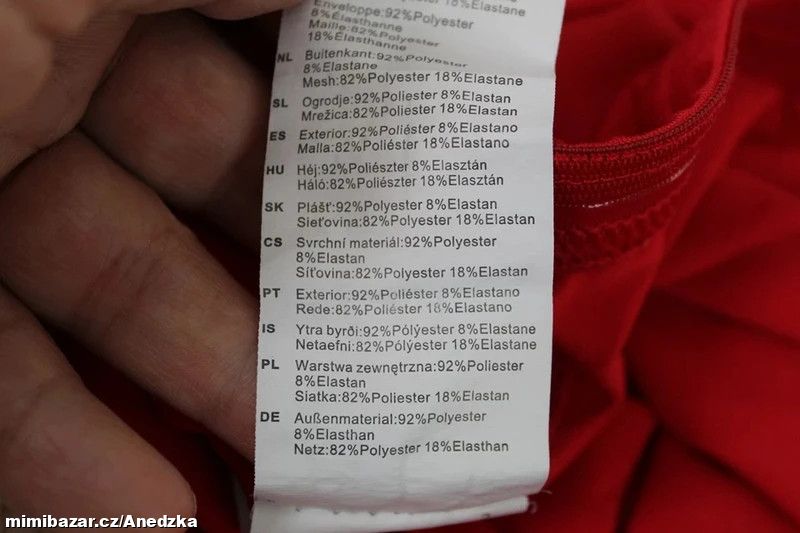 18%Elastane
Enveloppe:92%Polyester
8%Elasthanne
Maille:82%Polyester
18%Elasthanne
NL Buitenkant:92%Polyester
8%Elastane
Mesh:82%Polyester 18%Elastane
SL Ogrodje:92%Poliester 8%Elastan
Mrežica:82%Poliester 18%Elastan
ES Exterior:92%Poliéster 8%Elastano
Malla:82%Poliéster 18%Elastano
HU Héj:92%Poliészter 8%Elasztán
Háló:82%Poliészter 18%Elasztán
SK Plášť:92%Polyester 8%Elastan
Sieťovina:82%Polyester 18%Elastan
CS Svrchní materiál:92%Polyester
8%Elastan
Síťovina:82%Polyester 18%Elastan
PT Exterior:92%Poliéster 8%Elastano
Rede:82%Poliéster 18%Elastano
IS Ytra byrði:92%Pólýester 8%Elastane
Netaefni:82%Pólýester 18%Elastane
PL Warstwa zewnętrzna:92%Poliester
8%Elastan
Siatka:82%Poliester 18%Elastan
DE Außenmaterial:92%Polyester
8%Elasthan
Netz:82%Polyester 18%Elasthan
mimibazar.cz/Anedzka